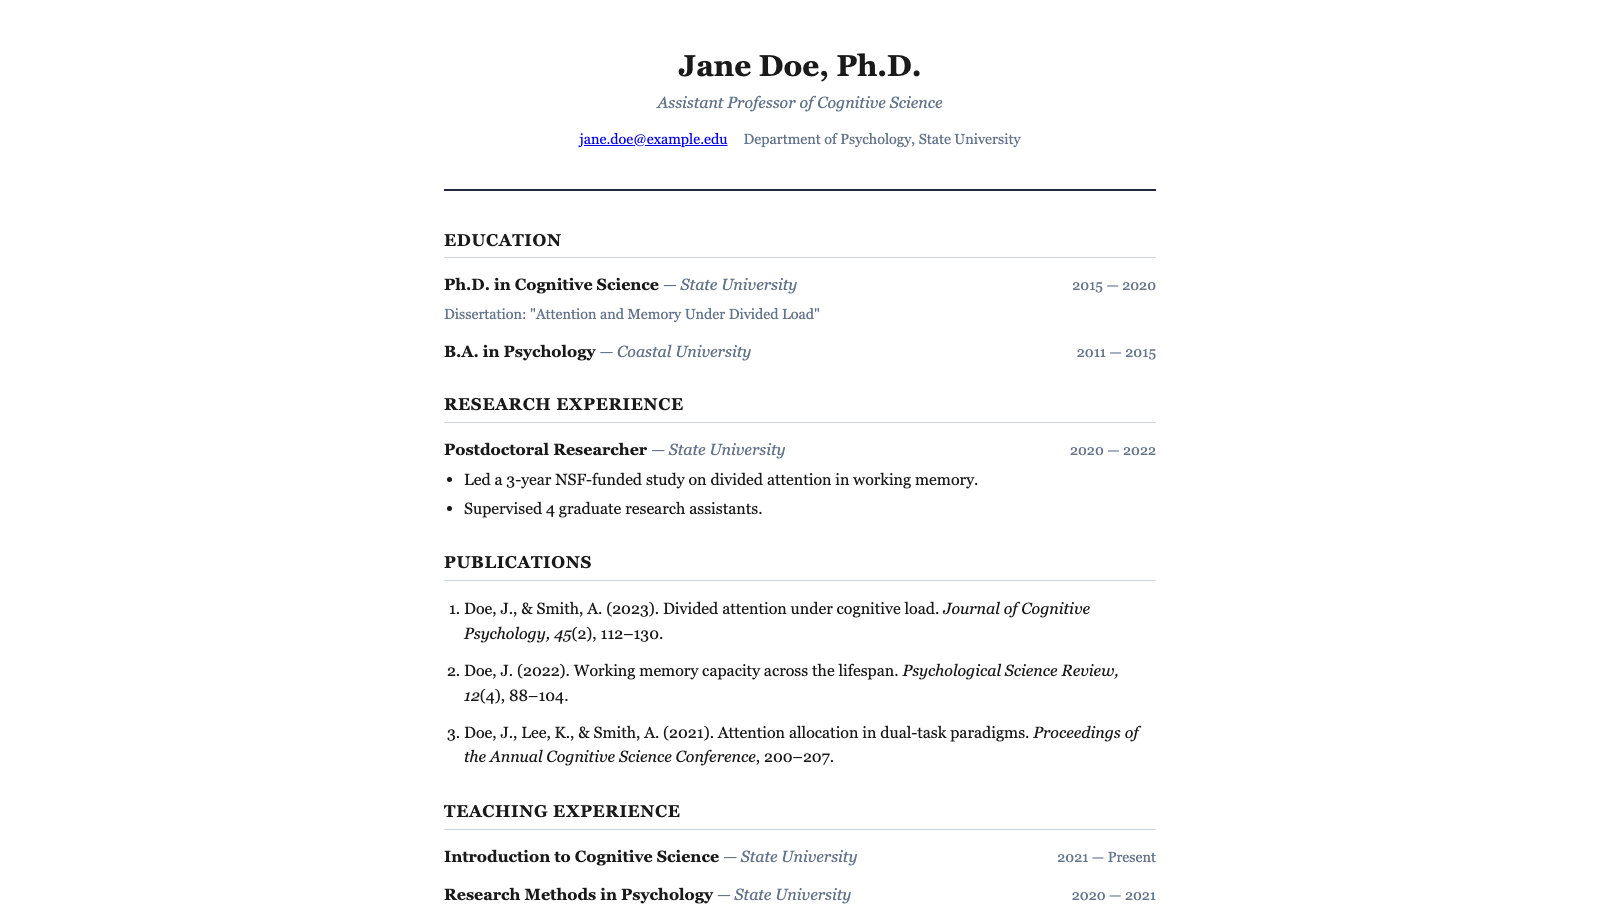 Jane Doe, Ph.D.
Assistant Professor of Cognitive Science
jane.doe@example.edu Department of Psychology, State University
EDUCATION
Ph.D. in Cognitive Science — State University 2015 — 2020
Dissertation: "Attention and Memory Under Divided Load"
B.A. in Psychology — Coastal University 2011 — 2015
RESEARCH EXPERIENCE
Postdoctoral Researcher — State University 2020 — 2022
• Led a 3-year NSF-funded study on divided attention in working memory.
• Supervised 4 graduate research assistants.
PUBLICATIONS
1. Doe, J., & Smith, A. (2023). Divided attention under cognitive load. Journal of Cognitive
Psychology, 45(2), 112–130.
2. Doe, J. (2022). Working memory capacity across the lifespan. Psychological Science Review,
12(4), 88–104.
3. Doe, J., Lee, K., & Smith, A. (2021). Attention allocation in dual-task paradigms. Proceedings of
the Annual Cognitive Science Conference, 200–207.
TEACHING EXPERIENCE
Introduction to Cognitive Science — State University 2021 — Present
Research Methods in Psychology — State University 2020 — 2021